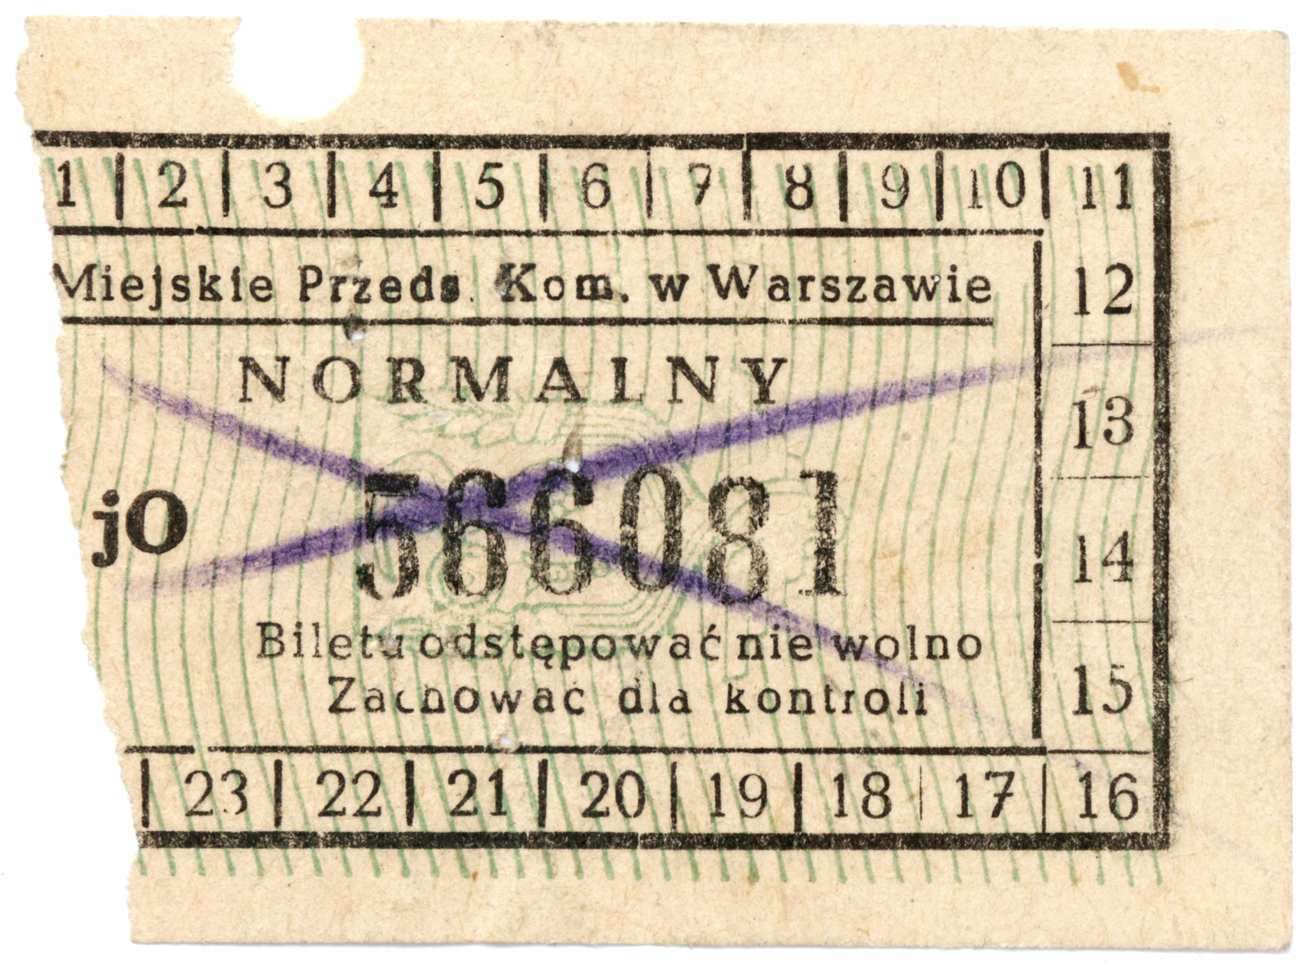 1 | 2 | 3 | 4 | 5 | 6 | 7 | 8 | 9 | 10 | 11
Miejskie Przeds. Kom. w Warszawie
12
NORMALNY
13
jO
566081
14
Biletu odstępować nie wolno
Zachować dla kontroli
15
| 23 | 22 | 21 | 20 | 19 | 18 | 17 | 16